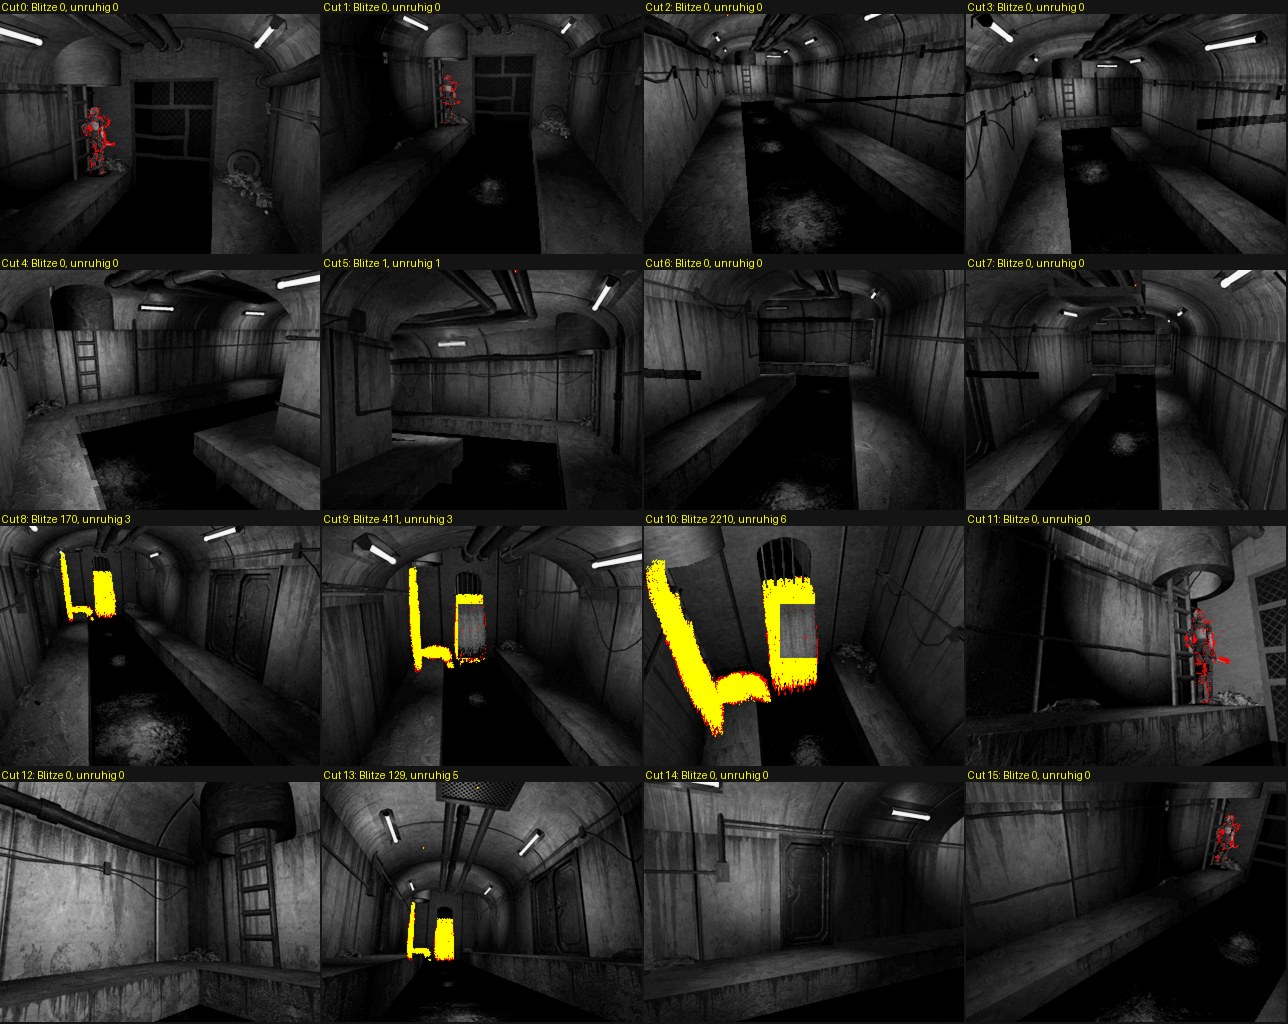 Cut 0: Blitze 0, unruhig 0
Cut 1: Blitze 0, unruhig 0
Cut 2: Blitze 0, unruhig 0
Cut 3: Blitze 0, unruhig 0
Cut 4: Blitze 0, unruhig 0
Cut 5: Blitze 1, unruhig 1
Cut 6: Blitze 0, unruhig 0
Cut 7: Blitze 0, unruhig 0
Cut 8: Blitze 170, unruhig 3
Cut 9: Blitze 411, unruhig 3
Cut 10: Blitze 2210, unruhig 6
Cut 11: Blitze 0, unruhig 0
Cut 12: Blitze 0, unruhig 0
Cut 13: Blitze 129, unruhig 5
Cut 14: Blitze 0, unruhig 0
Cut 15: Blitze 0, unruhig 0